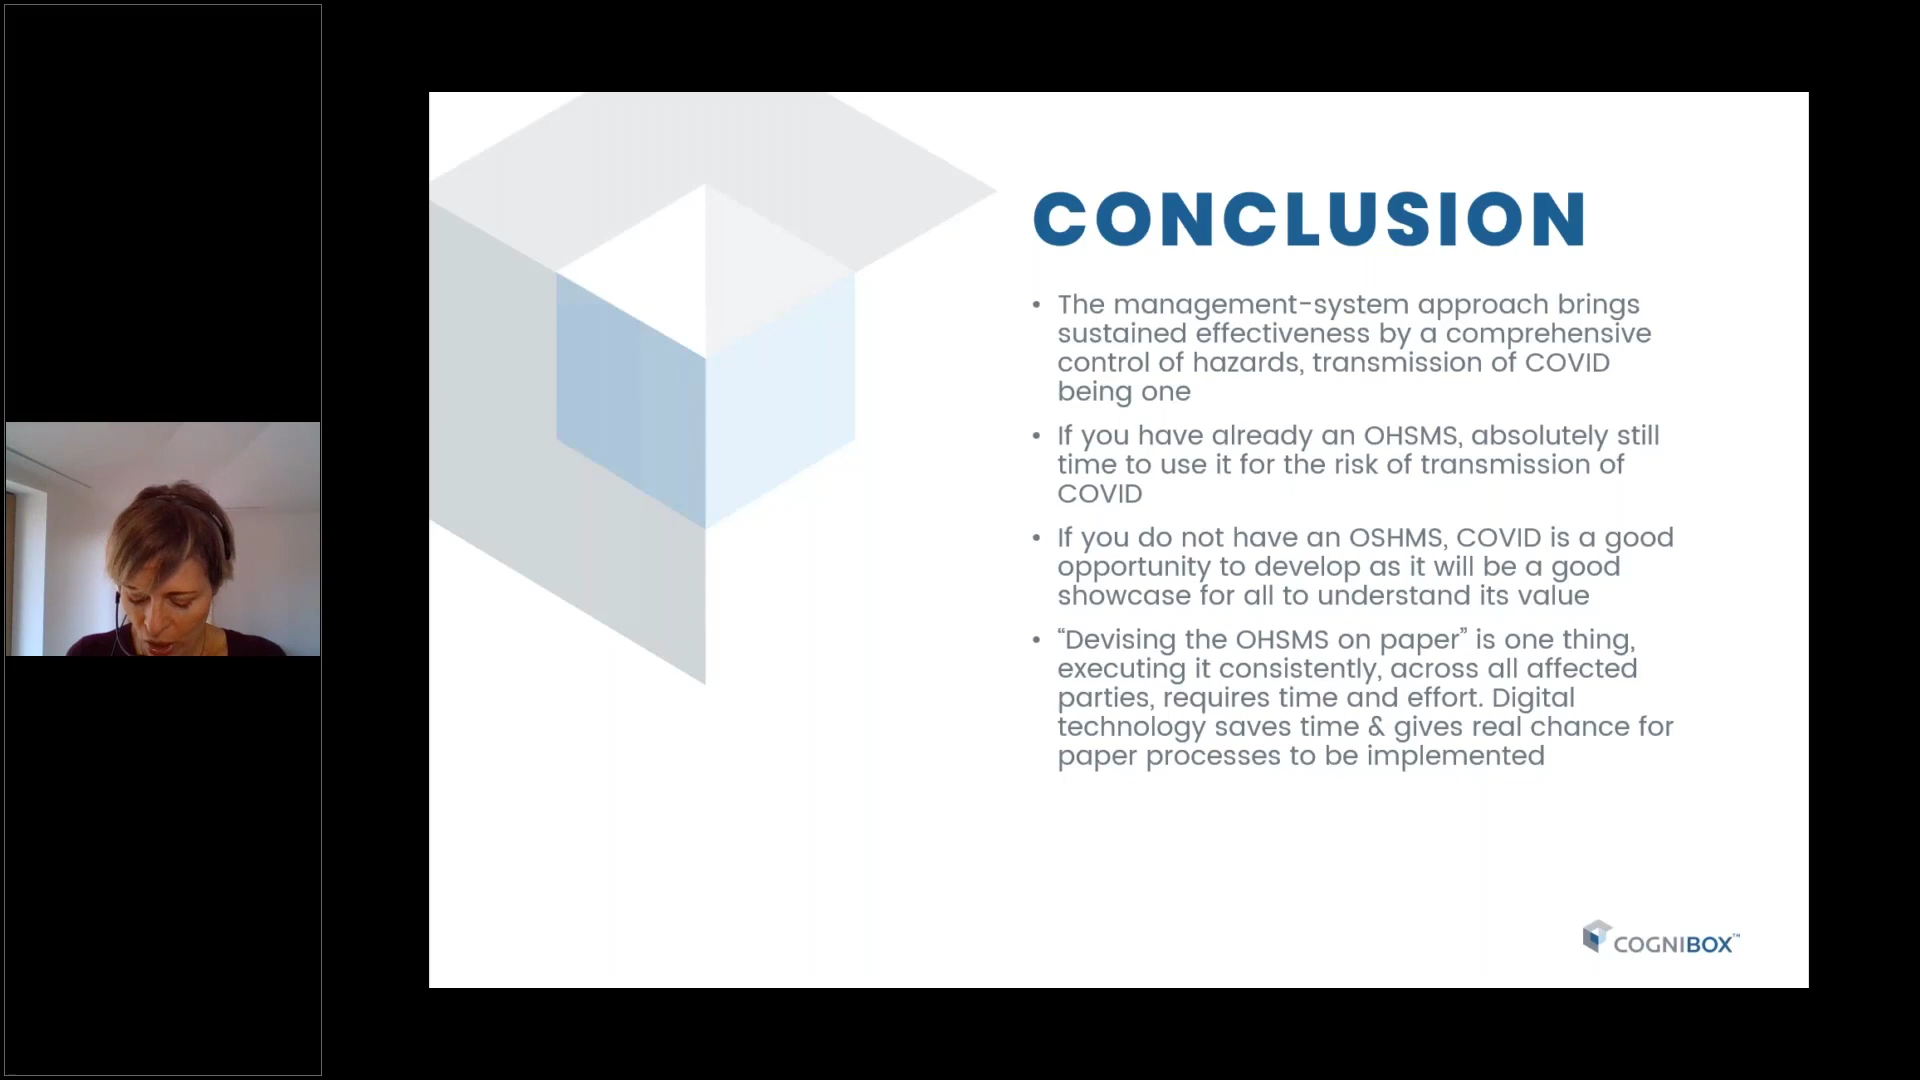 CONCLUSION
• The management-system approach brings
sustained effectiveness by a comprehensive
control of hazards, transmission of COVID
being one
• If you have already an OHSMS, absolutely still
time to use it for the risk of transmission of
COVID
• If you do not have an OSHMS, COVID is a good
opportunity to develop as it will be a good
showcase for all to understand its value
• “Devising the OHSMS on paper” is one thing,
executing it consistently, across all affected
parties, requires time and effort. Digital
technology saves time & gives real chance for
paper processes to be implemented
COGNIBOX™